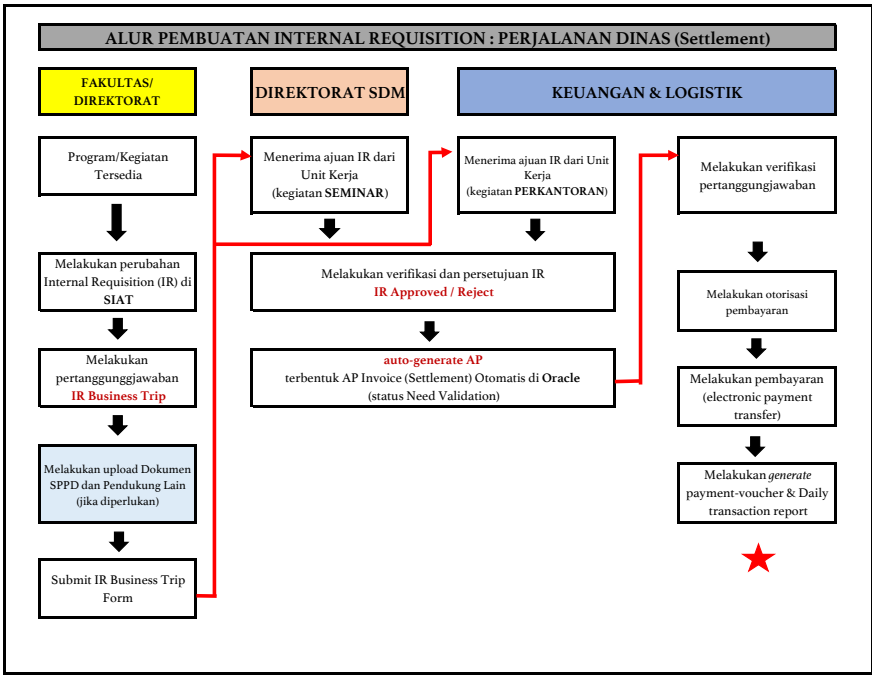 ALUR PEMBUATAN INTERNAL REQUISITION : PERJALANAN DINAS (Settlement)
FAKULTAS/
DIREKTORAT
DIREKTORAT SDM
KEUANGAN & LOGISTIK
Program/Kegiatan
Tersedia
Melakukan perubahan
Internal Requisition (IR) di
SIAT
Melakukan
pertanggunggjawaban
IR Business Trip
Melakukan upload Dokumen
SPPD dan Pendukung Lain
(jika diperlukan)
Submit IR Business Trip
Form
Menerima ajuan IR dari
Unit Kerja
(kegiatan SEMINAR)
Menerima ajuan IR dari Unit
Kerja
(kegiatan PERKANTORAN)
Melakukan verifikasi dan persetujuan IR
IR Approved / Reject
auto-generate AP
terbentuk AP Invoice (Settlement) Otomatis di Oracle
(status Need Validation)
Melakukan verifikasi
pertanggungjawaban
Melakukan otorisasi
pembayaran
Melakukan pembayaran
(electronic payment
transfer)
Melakukan generate
payment-voucher & Daily
transaction report